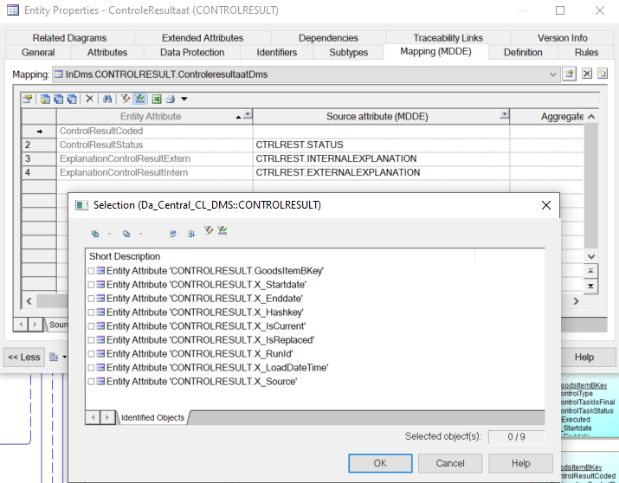 Entity Properties - ControleResultaat (CONTROLRESULT)
Related Diagrams Extended Attributes Dependencies Traceability Links Version Info
General Attributes Data Protection Identifiers Subtypes Mapping (MDDE) Definition Rules
Mapping: InDms.CONTROLRESULT.ControleresultaatDms
Entity Attribute Source attribute (MDDE) Aggregate
ControlResultCoded
2 ControlResultStatus CTRLREST.STATUS
3 ExplanationControlResultExtern CTRLREST.INTERNALEXPLANATION
4 ExplanationControlResultIntern CTRLREST.EXTERNALEXPLANATION
Selection (Da_Central_CL_DMS::CONTROLRESULT)
Short Description
Entity Attribute 'CONTROLRESULT.GoodsItemBKey'
Entity Attribute 'CONTROLRESULT.X_Startdate'
Entity Attribute 'CONTROLRESULT.X_Enddate'
Entity Attribute 'CONTROLRESULT.X_Hashkey'
Entity Attribute 'CONTROLRESULT.X_IsCurrent'
Entity Attribute 'CONTROLRESULT.X_IsReplaced'
Entity Attribute 'CONTROLRESULT.X_RunId'
Entity Attribute 'CONTROLRESULT.X_LoadDateTime'
Entity Attribute 'CONTROLRESULT.X_Source'
Identified Objects
Selected object(s): 0 / 9
OK Cancel Help
Sour
<< Less Help
oodsItemBKey
ontrolType
ontrolTaskIsFinal
ontrolTaskStatus
Executed
_Startdate
odsItemBKey
ntrolResultCoded